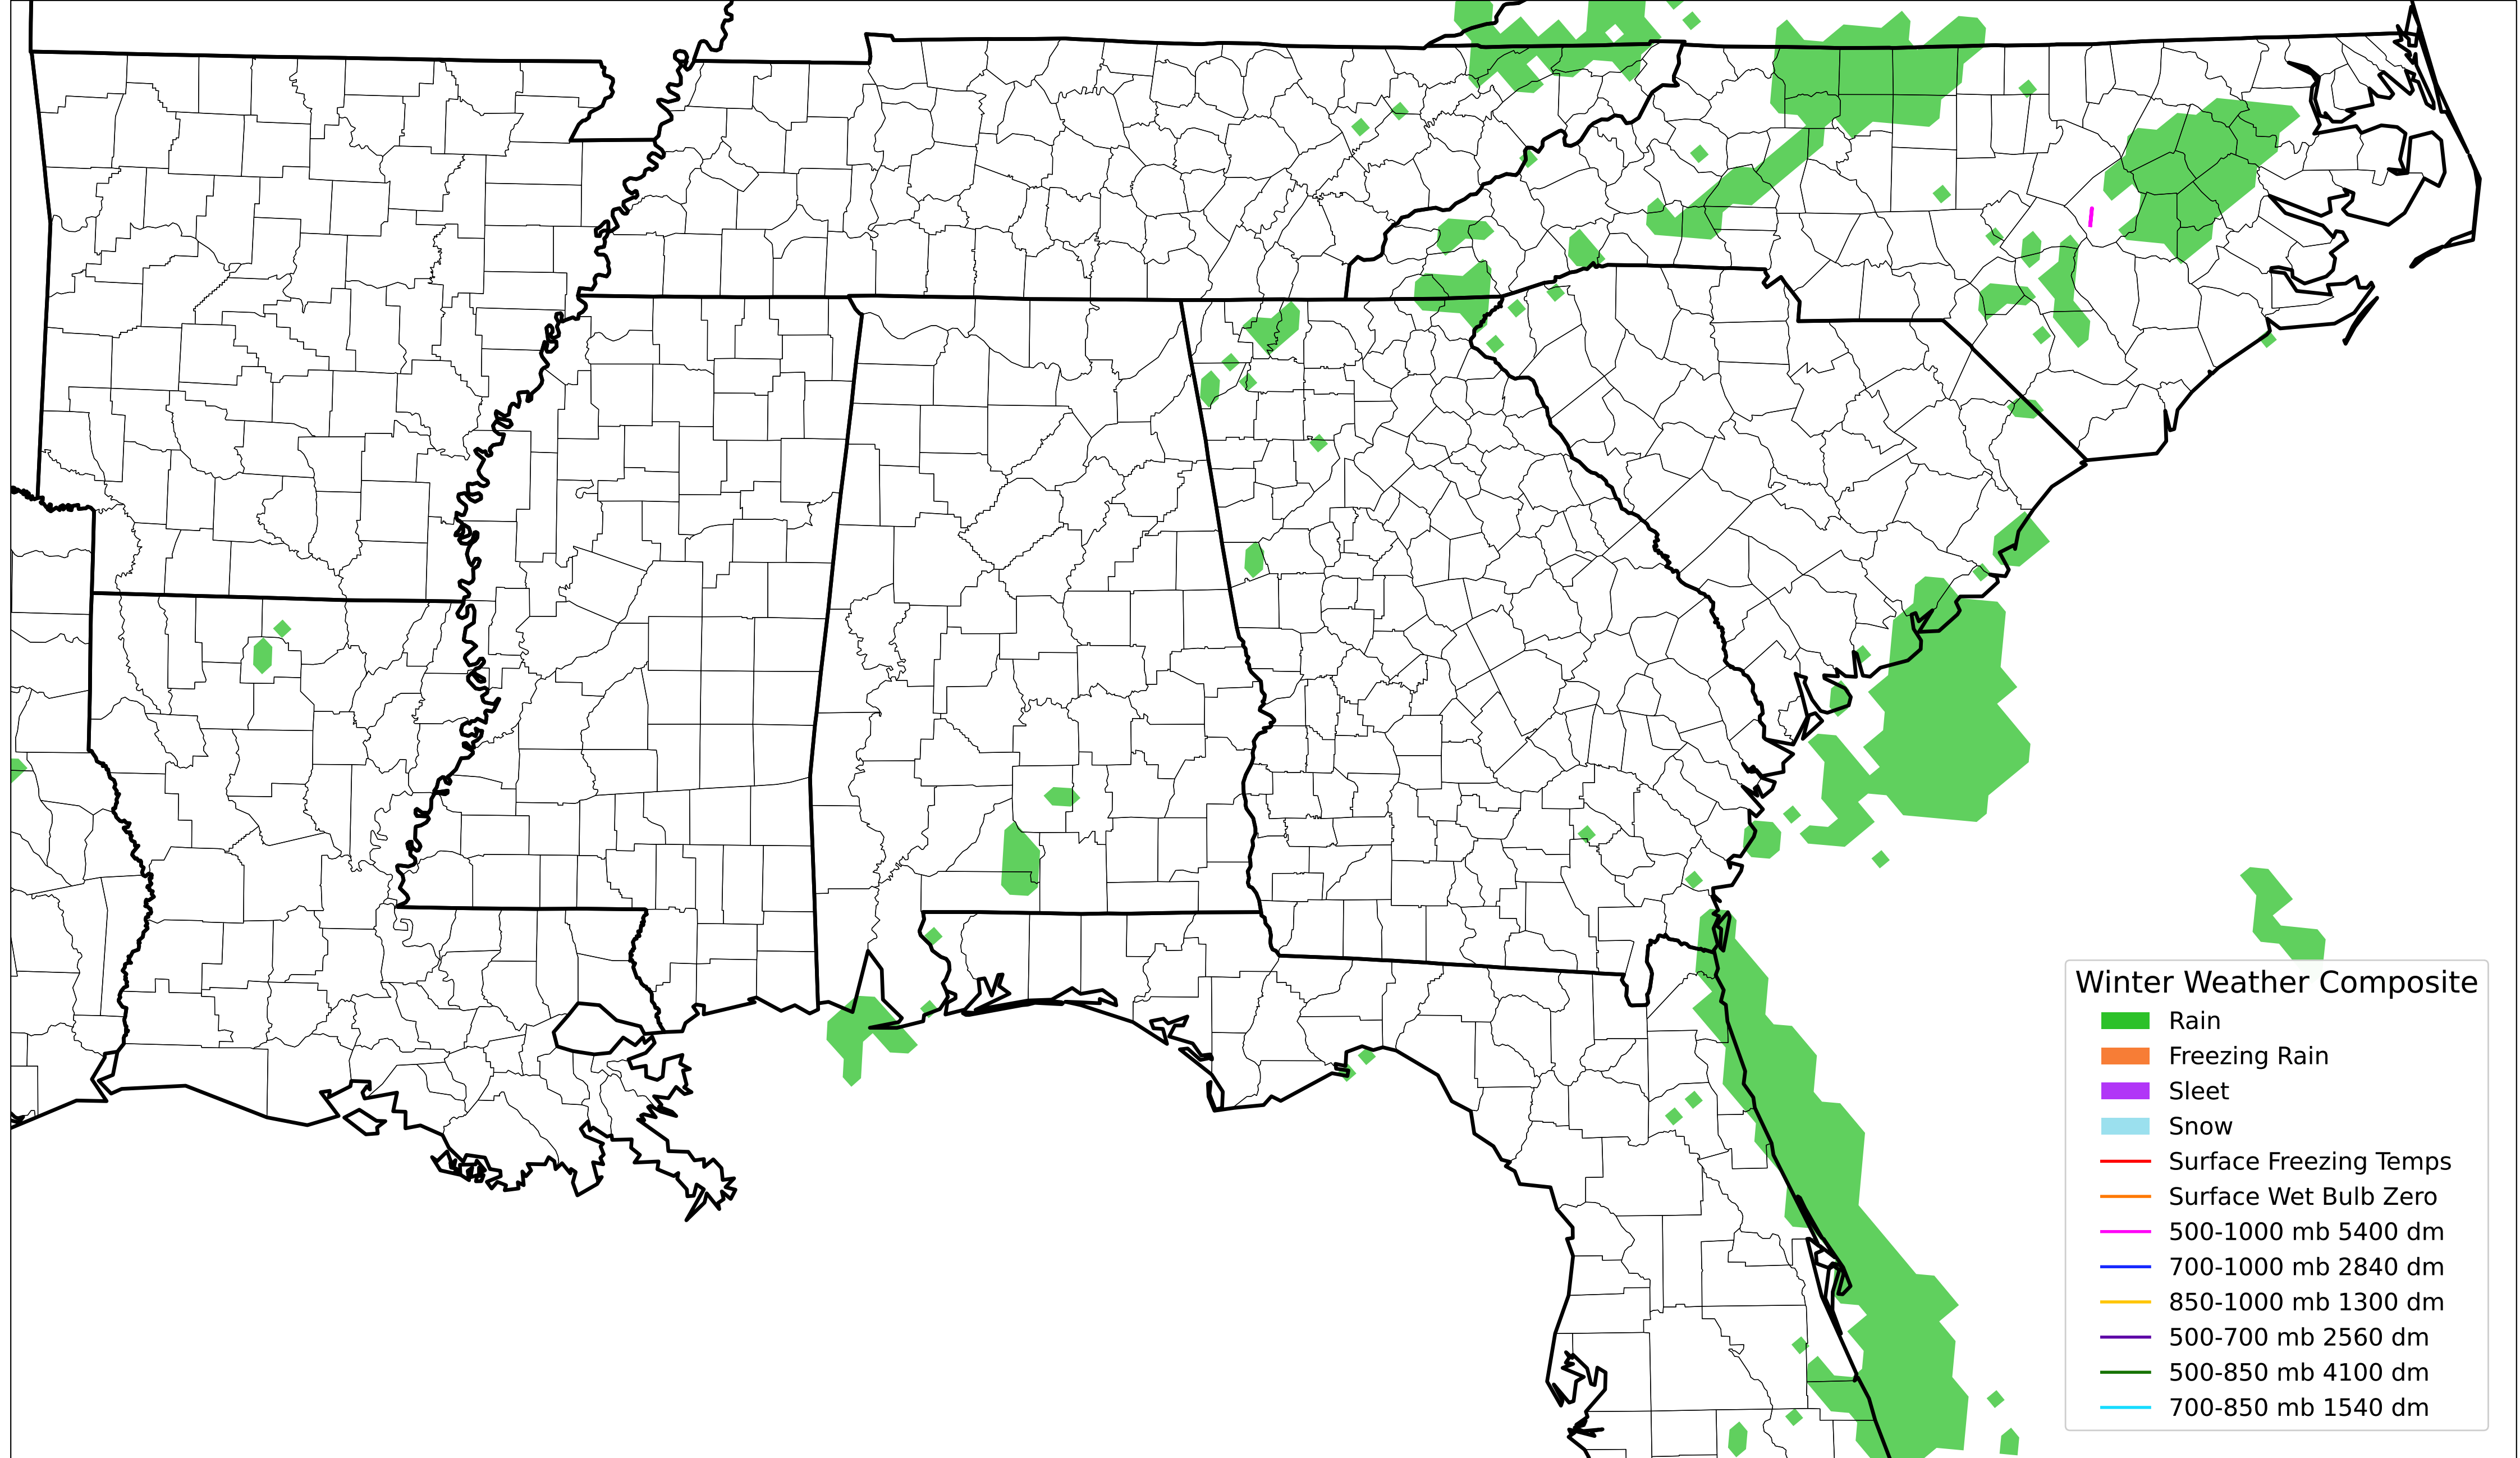 Winter Weather Composite
Rain
Freezing Rain
Sleet
Snow
Surface Freezing Temps
Surface Wet Bulb Zero
500-1000 mb 5400 dm
700-1000 mb 2840 dm
850-1000 mb 1300 dm
500-700 mb 2560 dm
500-850 mb 4100 dm
700-850 mb 1540 dm